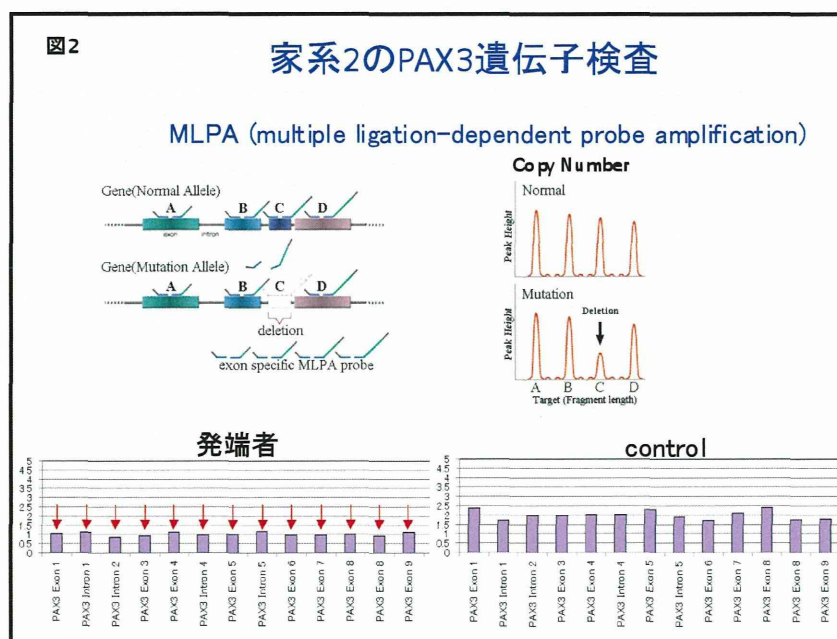 図2
家系2のPAX3遺伝子検査
MLPA (multiple ligation-dependent probe amplification)
Gene(Normal Allele)
A
B
C
D
exon
intron
Gene(Mutation Allele)
A
B
C
D
deletion
exon specific MLPA probe
Copy Number
Normal
Peak Height
Mutation
Deletion
Peak Height
A B C D
Target (Fragment length)
発端者
5
4.5
4
3.5
3
2.5
2
1.5
1
0.5
0
PAX3 Exon 1
PAX3 Intron 1
PAX3 Intron 2
PAX3 Exon 3
PAX3 Exon 4
PAX3 Intron 4
PAX3 Exon 5
PAX3 Intron 5
PAX3 Exon 6
PAX3 Exon 7
PAX3 Exon 8
PAX3 Exon 8
PAX3 Exon 9
control
5
4.5
4
3.5
3
2.5
2
1.5
1
0.5
0
PAX3 Exon 1
PAX3 Intron 1
PAX3 Intron 2
PAX3 Exon 3
PAX3 Exon 4
PAX3 Intron 4
PAX3 Exon 5
PAX3 Intron 5
PAX3 Exon 6
PAX3 Exon 7
PAX3 Exon 8
PAX3 Exon 8
PAX3 Exon 9